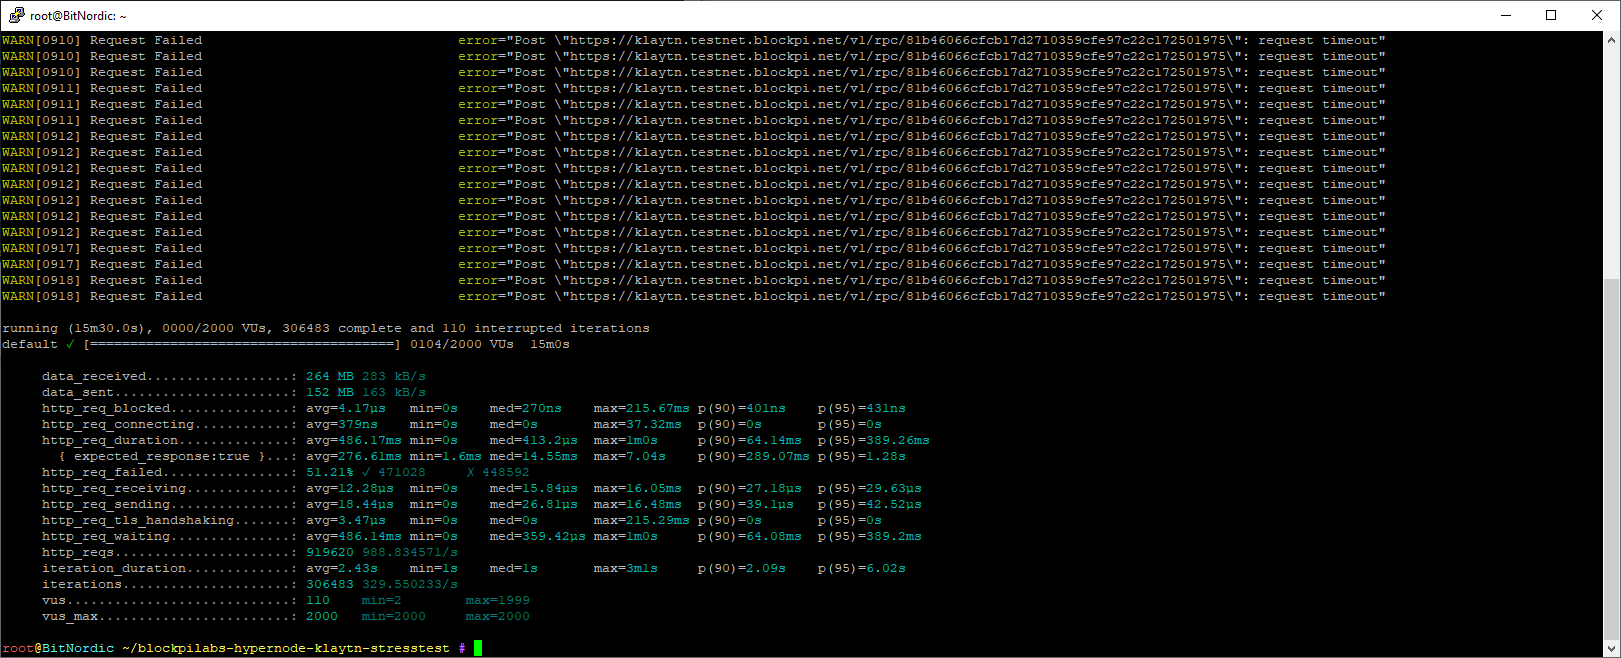 root@BitNordic: ~
WARN[0910] Request Failed error="Post \"https://klaytn.testnet.blockpi.net/v1/rpc/81b46066cfcb17d2710359cfe97c22c172501975\": request timeout"
WARN[0910] Request Failed error="Post \"https://klaytn.testnet.blockpi.net/v1/rpc/81b46066cfcb17d2710359cfe97c22c172501975\": request timeout"
WARN[0910] Request Failed error="Post \"https://klaytn.testnet.blockpi.net/v1/rpc/81b46066cfcb17d2710359cfe97c22c172501975\": request timeout"
WARN[0911] Request Failed error="Post \"https://klaytn.testnet.blockpi.net/v1/rpc/81b46066cfcb17d2710359cfe97c22c172501975\": request timeout"
WARN[0911] Request Failed error="Post \"https://klaytn.testnet.blockpi.net/v1/rpc/81b46066cfcb17d2710359cfe97c22c172501975\": request timeout"
WARN[0911] Request Failed error="Post \"https://klaytn.testnet.blockpi.net/v1/rpc/81b46066cfcb17d2710359cfe97c22c172501975\": request timeout"
WARN[0912] Request Failed error="Post \"https://klaytn.testnet.blockpi.net/v1/rpc/81b46066cfcb17d2710359cfe97c22c172501975\": request timeout"
WARN[0912] Request Failed error="Post \"https://klaytn.testnet.blockpi.net/v1/rpc/81b46066cfcb17d2710359cfe97c22c172501975\": request timeout"
WARN[0912] Request Failed error="Post \"https://klaytn.testnet.blockpi.net/v1/rpc/81b46066cfcb17d2710359cfe97c22c172501975\": request timeout"
WARN[0912] Request Failed error="Post \"https://klaytn.testnet.blockpi.net/v1/rpc/81b46066cfcb17d2710359cfe97c22c172501975\": request timeout"
WARN[0912] Request Failed error="Post \"https://klaytn.testnet.blockpi.net/v1/rpc/81b46066cfcb17d2710359cfe97c22c172501975\": request timeout"
WARN[0912] Request Failed error="Post \"https://klaytn.testnet.blockpi.net/v1/rpc/81b46066cfcb17d2710359cfe97c22c172501975\": request timeout"
WARN[0912] Request Failed error="Post \"https://klaytn.testnet.blockpi.net/v1/rpc/81b46066cfcb17d2710359cfe97c22c172501975\": request timeout"
WARN[0917] Request Failed error="Post \"https://klaytn.testnet.blockpi.net/v1/rpc/81b46066cfcb17d2710359cfe97c22c172501975\": request timeout"
WARN[0917] Request Failed error="Post \"https://klaytn.testnet.blockpi.net/v1/rpc/81b46066cfcb17d2710359cfe97c22c172501975\": request timeout"
WARN[0918] Request Failed error="Post \"https://klaytn.testnet.blockpi.net/v1/rpc/81b46066cfcb17d2710359cfe97c22c172501975\": request timeout"
WARN[0918] Request Failed error="Post \"https://klaytn.testnet.blockpi.net/v1/rpc/81b46066cfcb17d2710359cfe97c22c172501975\": request timeout"
running (15m30.0s), 0000/2000 VUs, 306483 complete and 110 interrupted iterations
default ✓ [======================================] 0104/2000 VUs  15m0s
data_received..................: 264 MB 283 kB/s
data_sent......................: 152 MB 163 kB/s
http_req_blocked...............: avg=4.17µs min=0s med=270ns max=215.67ms p(90)=401ns p(95)=431ns
http_req_connecting............: avg=379ns min=0s med=0s max=37.32ms p(90)=0s p(95)=0s
http_req_duration..............: avg=486.17ms min=0s med=413.2µs max=1m0s p(90)=64.14ms p(95)=389.26ms
{ expected_response:true }...: avg=276.61ms min=1.6ms med=14.55ms max=7.04s p(90)=289.07ms p(95)=1.28s
http_req_failed................: 51.21% ✓ 471028 ✗ 448592
http_req_receiving.............: avg=12.28µs min=0s med=15.84µs max=16.05ms p(90)=27.18µs p(95)=29.63µs
http_req_sending...............: avg=18.44µs min=0s med=26.81µs max=16.48ms p(90)=39.1µs p(95)=42.52µs
http_req_tls_handshaking.......: avg=3.47µs min=0s med=0s max=215.29ms p(90)=0s p(95)=0s
http_req_waiting...............: avg=486.14ms min=0s med=359.42µs max=1m0s p(90)=64.08ms p(95)=389.2ms
http_reqs......................: 919620 988.834571/s
iteration_duration.............: avg=2.43s min=1s med=1s max=3m1s p(90)=2.09s p(95)=6.02s
iterations.....................: 306483 329.550233/s
vus............................: 110 min=2 max=1999
vus_max........................: 2000 min=2000 max=2000
root@BitNordic ~/blockpilabs-hypernode-klaytn-stresstest #